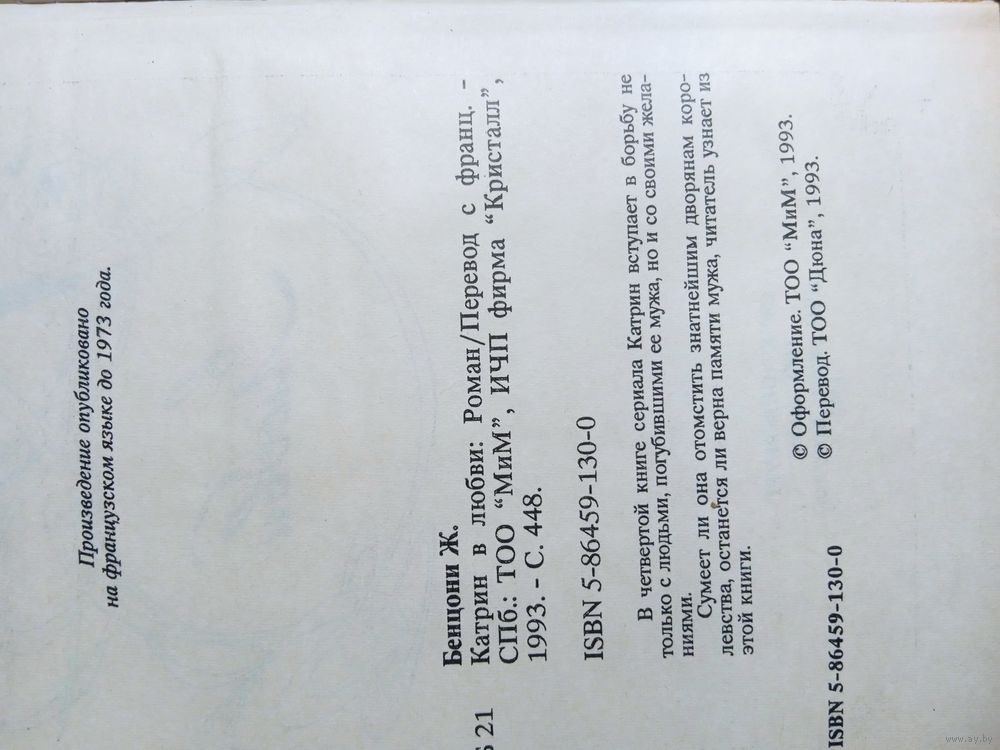 Произведение опубликовано
на французском языке до 1973 года.
Бенцони Ж.
21 Катрин в любви: Роман/Перевод с франц. -
СПб.: ТОО “МиМ”, ИЧП фирма “Кристалл”,
1993. - С. 448.
ISBN 5-86459-130-0
В четвертой книге сериала Катрин вступает в борьбу не
только с людьми, погубившими ее мужа, но и со своими жела-
ниями.
Сумеет ли она отомстить знатнейшим дворянам коро-
левства, останется ли верна памяти мужа, читатель узнает из
этой книги.
© Оформление. ТОО “МиМ”, 1993.
© Перевод. ТОО “Дюна”, 1993.
ISBN 5-86459-130-0
www.ay.by